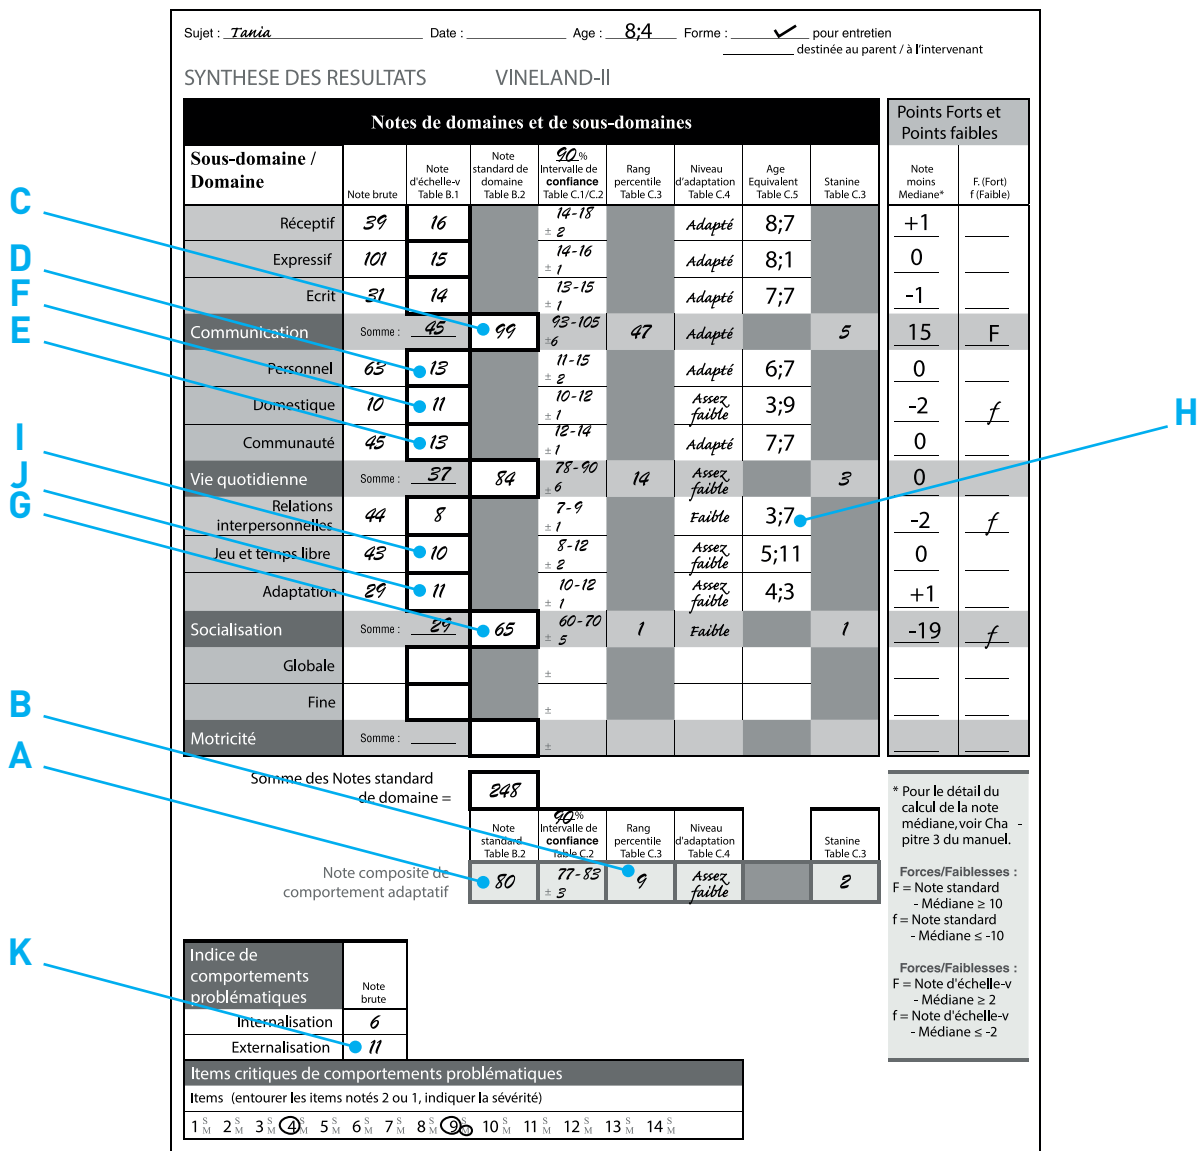 Sujet : Tania Date : Age : 8;4 Forme : ✓ pour entretien
destinée au parent / à l'intervenant
SYNTHESE DES RESULTATS VINELAND-II
Notes de domaines et de sous-domaines
Points Forts et
Points faibles
Sous-domaine /
Domaine
Note brute
Note
d'échelle-v
Table B.1
Note
standard de
domaine
Table B.2
90%
Intervalle de
confiance
Table C.1/C.2
Rang
percentile
Table C.3
Niveau
d'adaptation
Table C.4
Age
Equivalent
Table C.5
Stanine
Table C.3
Note
moins
Mediane*
F. (Fort)
f (Faible)
C
Réceptif 39 16 14-18 ± 2 Adapté 8;7 +1
D
Expressif 101 15 14-16 ± 1 Adapté 8;1 0
F
Ecrit 31 14 13-15 ± 1 Adapté 7;7 -1
E
Communication Somme : 45 99 93-105 ±6 47 Adapté 5 15 F
Personnel 63 13 11-15 ± 2 Adapté 6;7 0
Domestique 10 11 10-12 ± 1 Assez faible 3;9 -2 f
H
I
Communauté 45 13 12-14 ± 1 Adapté 7;7 0
J
Vie quotidienne Somme : 37 84 78-90 ± 6 14 Assez faible 3 0
G
Relations
interpersonnelles 44 8 7-9 ± 1 Faible 3;7 -2 f
Jeu et temps libre 43 10 8-12 ± 2 Assez faible 5;11 0
Adaptation 29 11 10-12 ± 1 Assez faible 4;3 +1
Socialisation Somme : 29 65 60-70 ± 5 1 Faible 1 -19 f
Globale ±
B
Fine ±
Motricité Somme : ±
A
Somme des Notes standard
de domaine = 248
Note
standard
Table B.2
90%
Intervalle de
confiance
Table C.2
Rang
percentile
Table C.3
Niveau
d'adaptation
Table C.4
Stanine
Table C.3
Note composite de
comportement adaptatif 80 77-83 ± 3 9 Assez faible 2
* Pour le détail du
calcul de la note
médiane, voir Cha -
pitre 3 du manuel.
Forces/Faiblesses :
F = Note standard
- Médiane ≥ 10
f = Note standard
- Médiane ≤ -10
Forces/Faiblesses :
F = Note d'échelle-v
- Médiane ≥ 2
f = Note d'échelle-v
- Médiane ≤ -2
K
Indice de
comportements
problématiques
Note
brute
Internalisation 6
Externalisation 11
Items critiques de comportements problématiques
Items (entourer les items notés 2 ou 1, indiquer la sévérité)
1 S M 2 S M 3 S M 4 S M 5 S M 6 S M 7 S M 8 S M 9 S M 10 S M 11 S M 12 S M 13 S M 14 S M